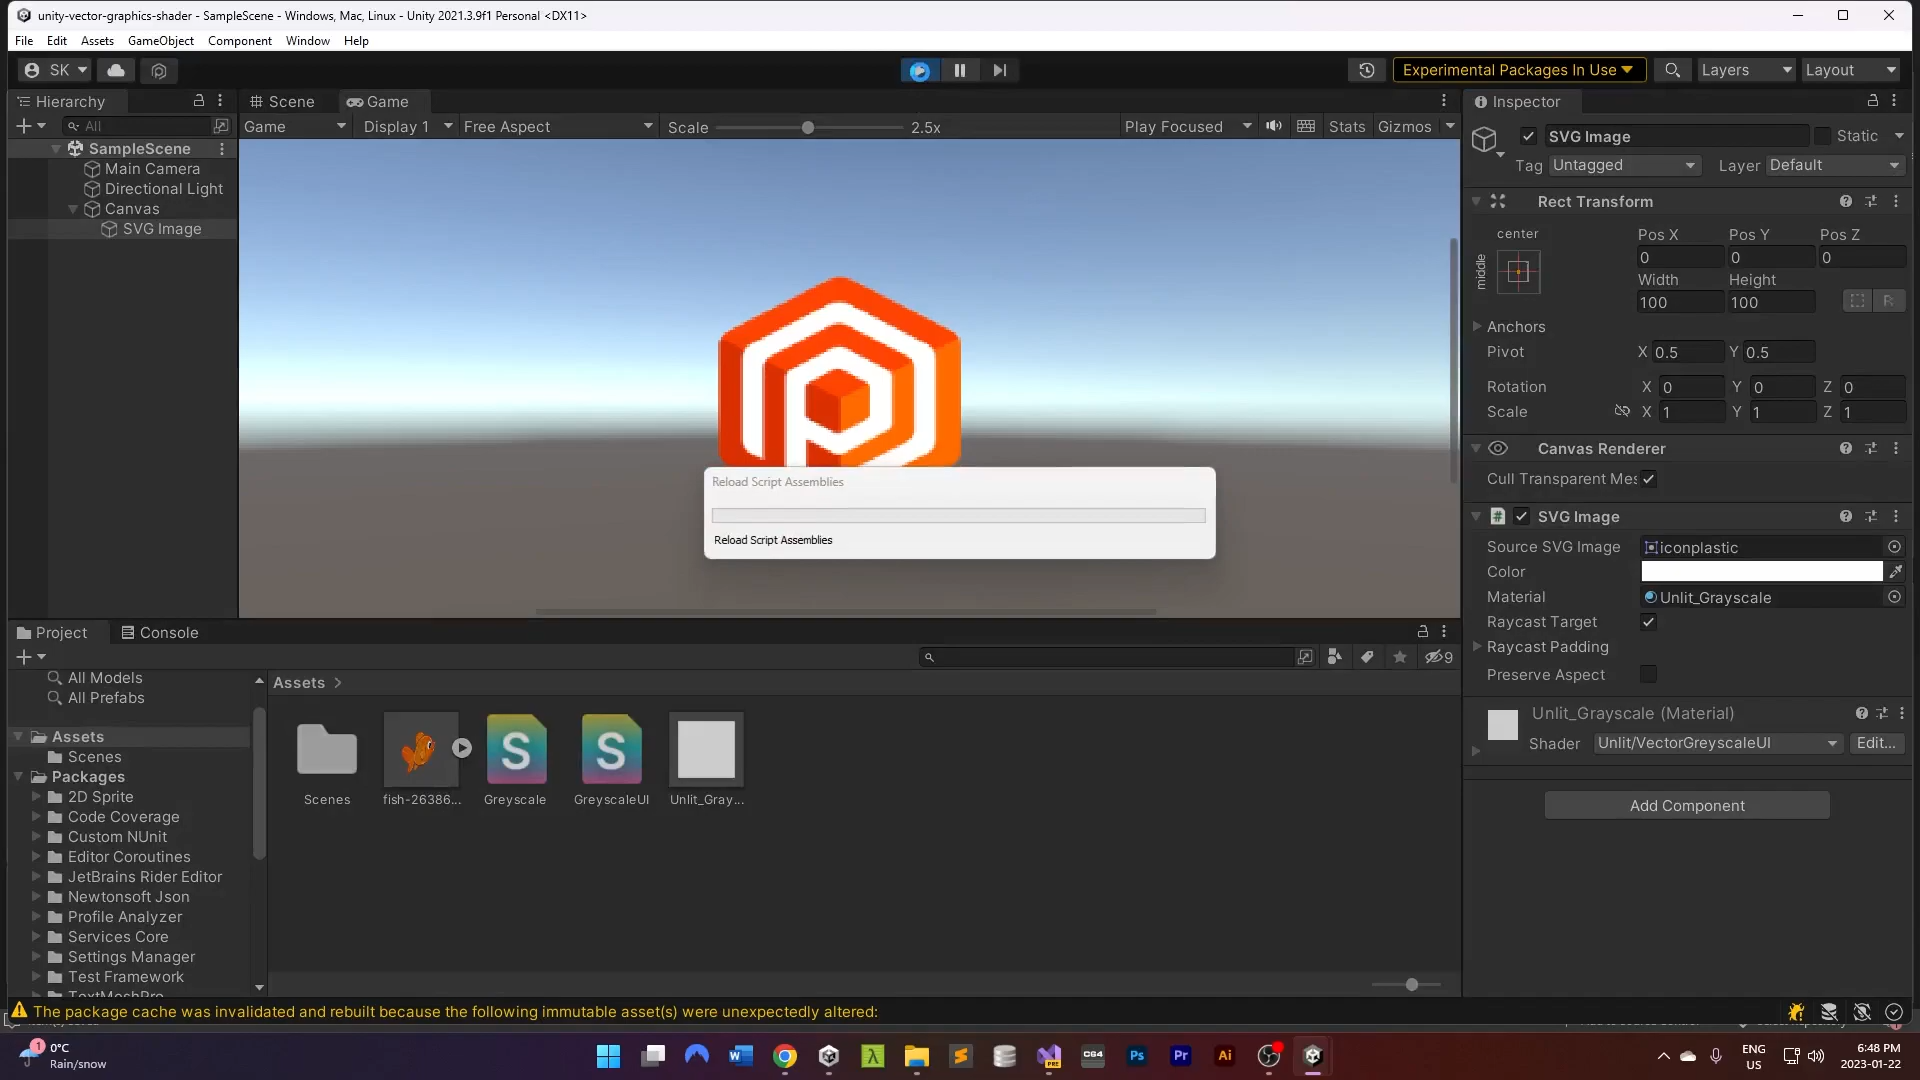 unity-vector-graphics-shader - SampleScene - Windows, Mac, Linux - Unity 2021.3.9f1 Personal <DX11>
File Edit Assets GameObject Component Window Help
SK
Experimental Packages In Use
Layers
Layout
Hierarchy
All
SampleScene
Main Camera
Directional Light
Canvas
SVG Image
Scene
Game
Game
Display 1
Free Aspect
Scale
2.5x
Play Focused
Stats
Gizmos
Reload Script Assemblies
Reload Script Assemblies
Inspector
SVG Image
Static
Tag Untagged
Layer Default
Rect Transform
center
middle
Pos X Pos Y Pos Z
0 0 0
Width Height
100 100
R
Anchors
Pivot X 0.5 Y 0.5
Rotation X 0 Y 0 Z 0
Scale X 1 Y 1 Z 1
Canvas Renderer
Cull Transparent Mes
SVG Image
Source SVG Image iconplastic
Color
Material Unlit_Grayscale
Raycast Target
Raycast Padding
Preserve Aspect
Unlit_Grayscale (Material)
Shader Unlit/VectorGreyscaleUI Edit...
Add Component
Project
Console
9
All Models
All Prefabs
Assets
Scenes
Packages
2D Sprite
Code Coverage
Custom NUnit
Editor Coroutines
JetBrains Rider Editor
Newtonsoft Json
Profile Analyzer
Services Core
Settings Manager
Test Framework
TextMeshPro
Assets >
Scenes
fish-26386...
Greyscale
GreyscaleUI
Unlit_Gray...
The package cache was invalidated and rebuilt because the following immutable asset(s) were unexpectedly altered:
1
0°C
Rain/snow
PRE
CG4
Ps
Pr
Ai
ENG
US
6:48 PM
2023-01-22